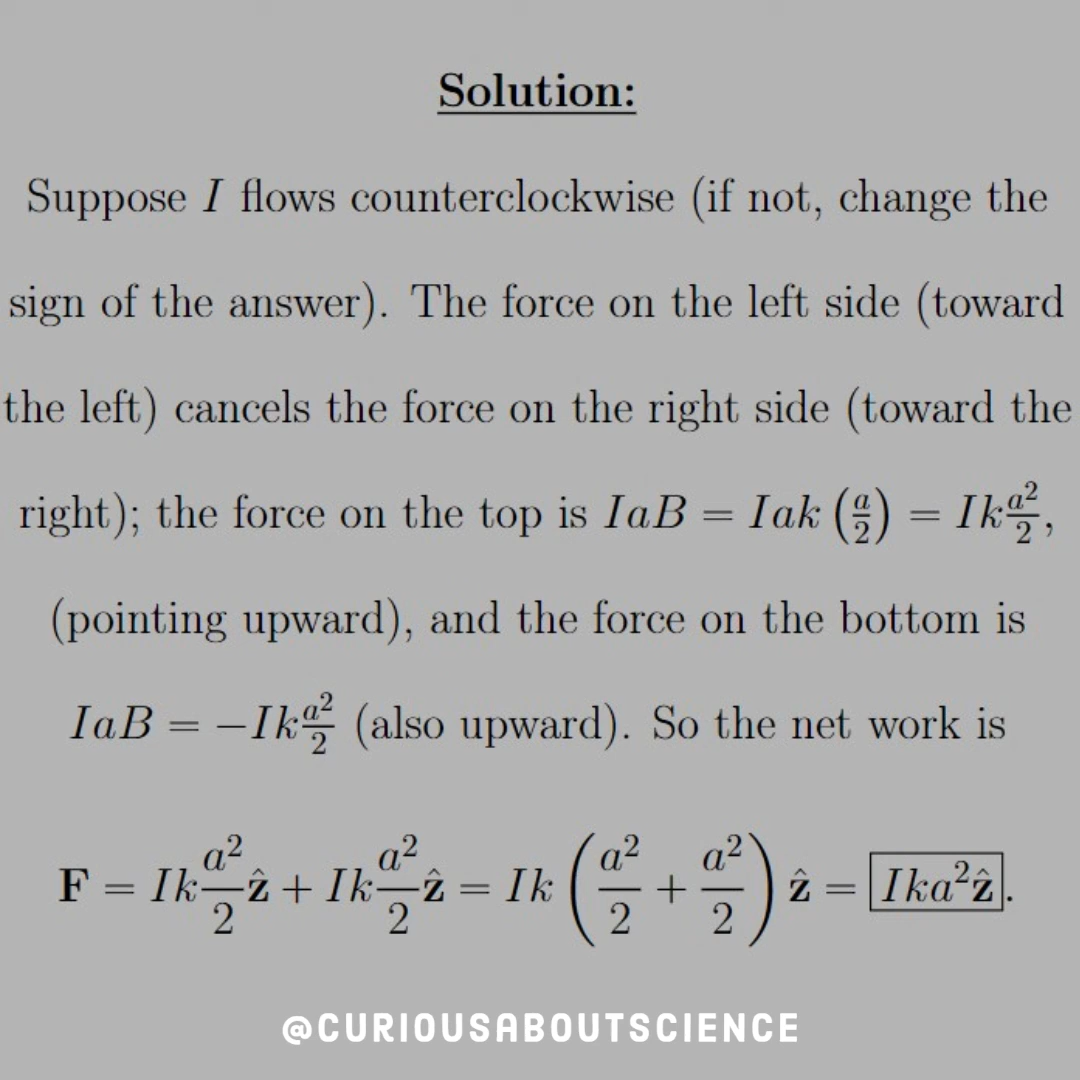 Solution:
Suppose I flows counterclockwise (if not, change the
sign of the answer). The force on the left side (toward
the left) cancels the force on the right side (toward the
right); the force on the top is IaB = Iak (a/2) = Ik a²/2,
(pointing upward), and the force on the bottom is
IaB = −Ik a²/2 (also upward). So the net work is
F = Ik a²/2 ẑ + Ik a²/2 ẑ = Ik (a²/2 + a²/2) ẑ = Ika²ẑ.
@CURIOUSABOUTSCIENCE